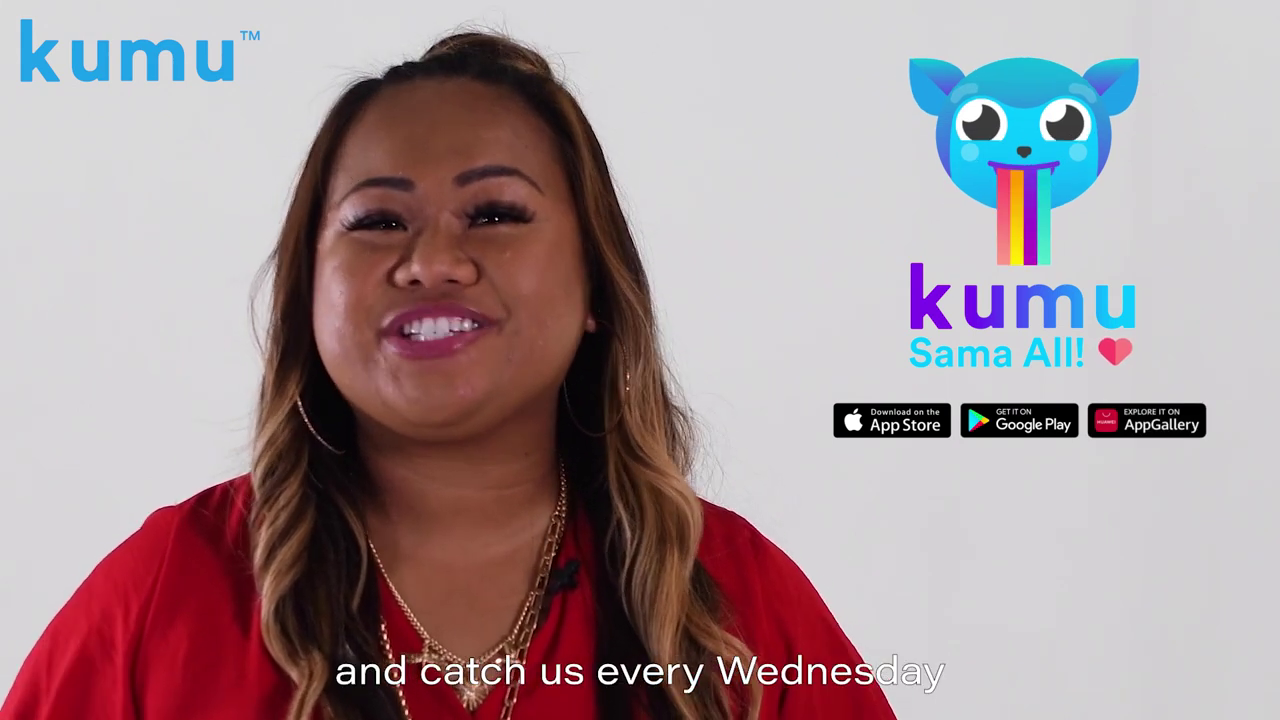 kumu™
kumu
Sama All!
Download on the
App Store
GET IT ON
Google Play
HUAWEI
EXPLORE IT ON
AppGallery
and catch us every Wednesday